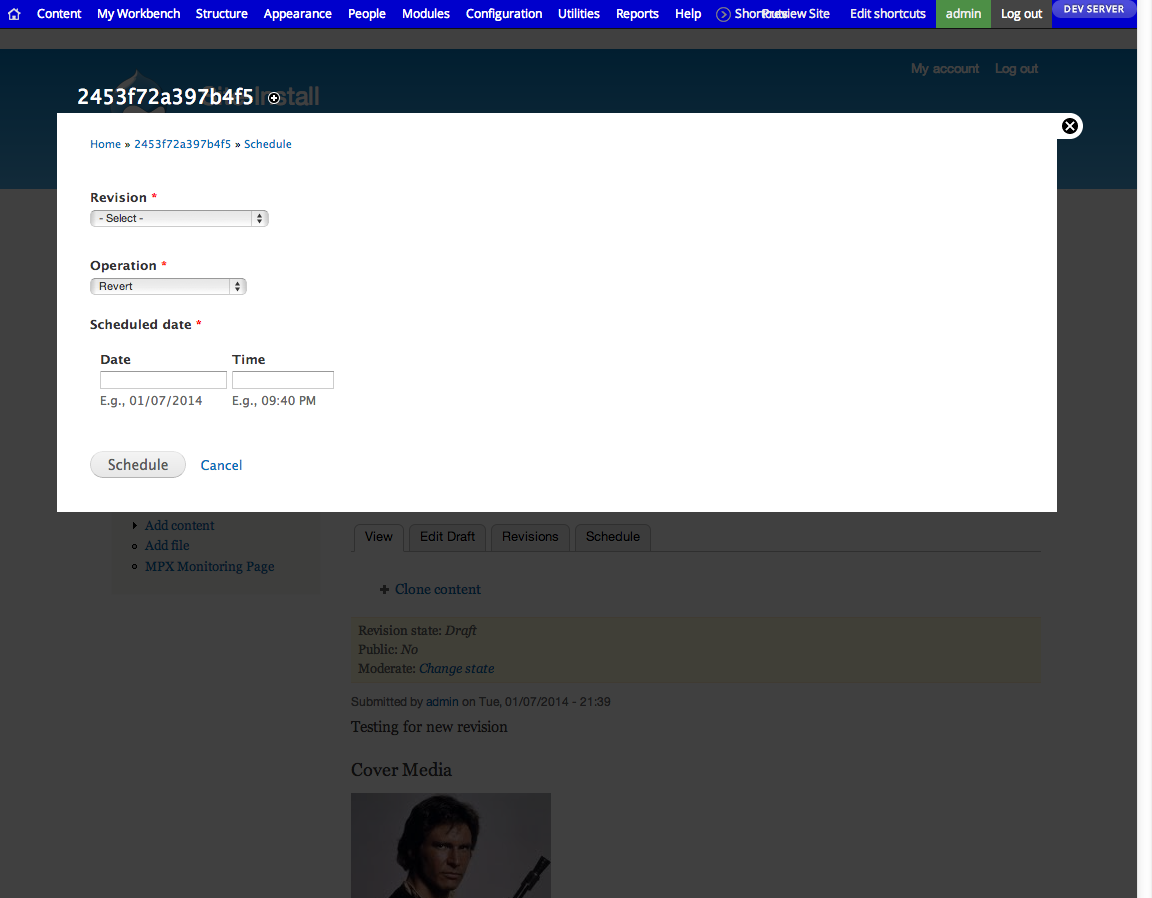 Content My Workbench Structure Appearance People Modules Configuration Utilities Reports Help Shortcuts Preview Site Edit shortcuts admin Log out DEV SERVER
My account Log out
2453f72a397b4f5 Site-Install
Home » 2453f72a397b4f5 » Schedule
Revision *
- Select -
Operation *
Revert
Scheduled date *
Date Time
E.g., 01/07/2014 E.g., 09:40 PM
Schedule Cancel
Add content
Add file
MPX Monitoring Page
View Edit Draft Revisions Schedule
Clone content
Revision state: Draft
Public: No
Moderate: Change state
Submitted by admin on Tue, 01/07/2014 - 21:39
Testing for new revision
Cover Media